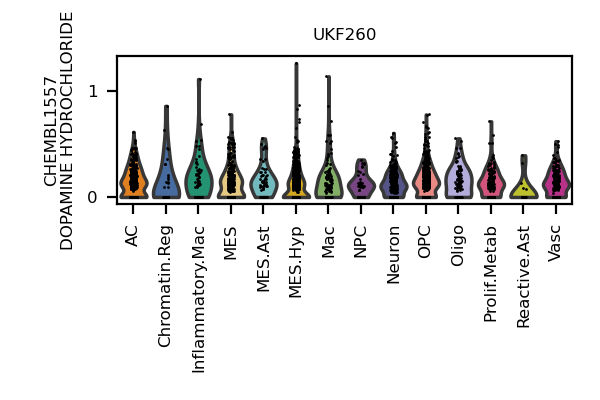 UKF260
CHEMBL1557
DOPAMINE HYDROCHLORIDE
1
0
AC
Chromatin.Reg
Inflammatory.Mac
MES
MES.Ast
MES.Hyp
Mac
NPC
Neuron
OPC
Oligo
Prolif.Metab
Reactive.Ast
Vasc